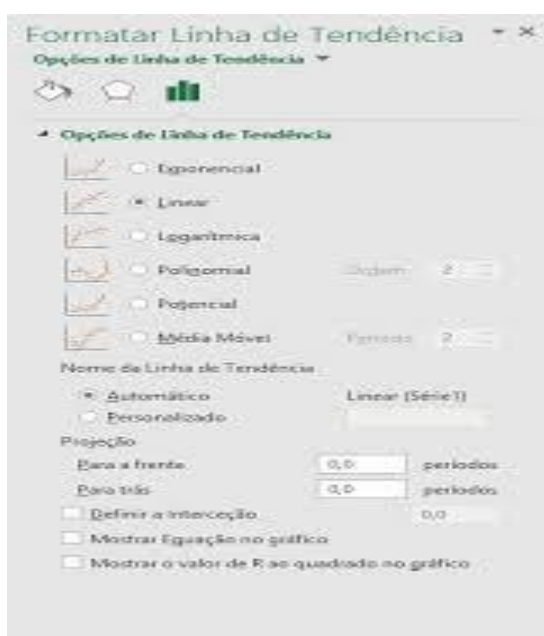 Formatar Linha de Tendência
Opções de Linha de Tendência
Opções de Linha de Tendência
Exponencial
Linear
Logarítmica
Polinomial Ordem 2
Potencial
Média Móvel Período 2
Nome da Linha de Tendência
Automático Linear (Série1)
Personalizado
Projeção
Para a frente 0,0 períodos
Para trás 0,0 períodos
Definir a Interceção 0,0
Mostrar Equação no gráfico
Mostrar o valor de R ao quadrado no gráfico